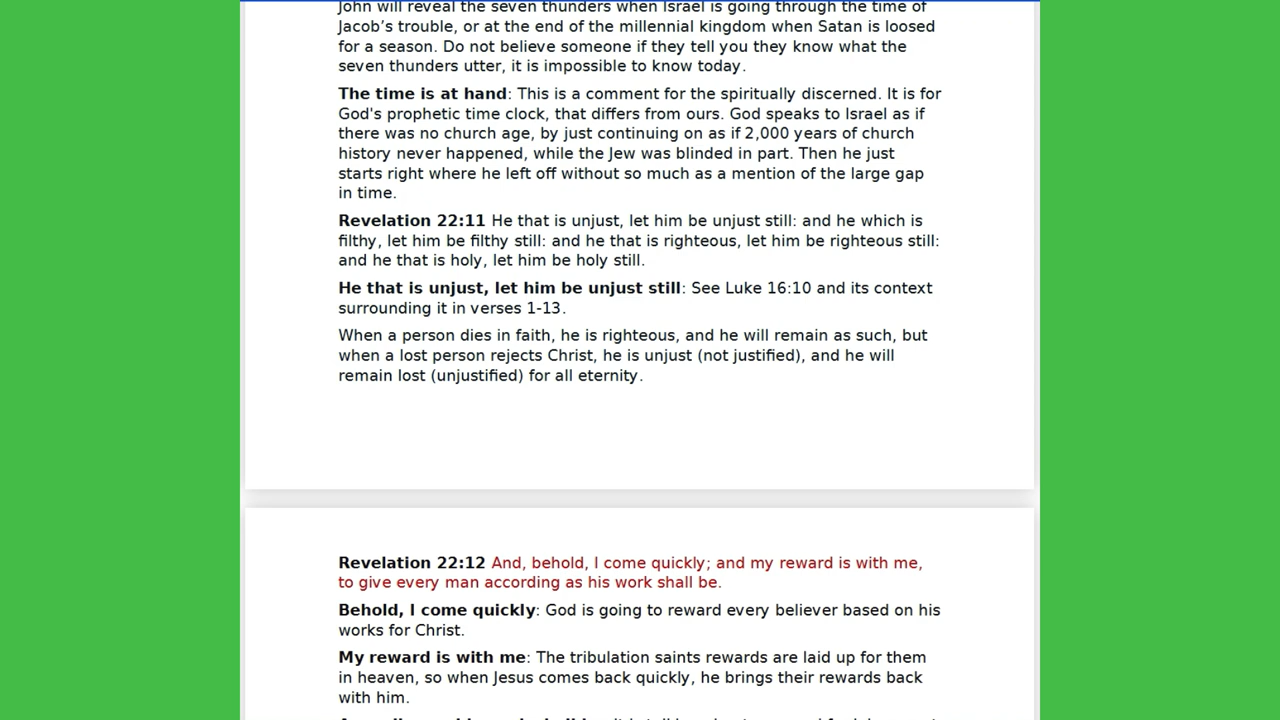 John will reveal the seven thunders when Israel is going through the time of
Jacob’s trouble, or at the end of the millennial kingdom when Satan is loosed
for a season. Do not believe someone if they tell you they know what the
seven thunders utter, it is impossible to know today.
The time is at hand: This is a comment for the spiritually discerned. It is for
God's prophetic time clock, that differs from ours. God speaks to Israel as if
there was no church age, by just continuing on as if 2,000 years of church
history never happened, while the Jew was blinded in part. Then he just
starts right where he left off without so much as a mention of the large gap
in time.
Revelation 22:11 He that is unjust, let him be unjust still: and he which is
filthy, let him be filthy still: and he that is righteous, let him be righteous still:
and he that is holy, let him be holy still.
He that is unjust, let him be unjust still: See Luke 16:10 and its context
surrounding it in verses 1-13.
When a person dies in faith, he is righteous, and he will remain as such, but
when a lost person rejects Christ, he is unjust (not justified), and he will
remain lost (unjustified) for all eternity.
Revelation 22:12 And, behold, I come quickly; and my reward is with me,
to give every man according as his work shall be.
Behold, I come quickly: God is going to reward every believer based on his
works for Christ.
My reward is with me: The tribulation saints rewards are laid up for them
in heaven, so when Jesus comes back quickly, he brings their rewards back
with him.